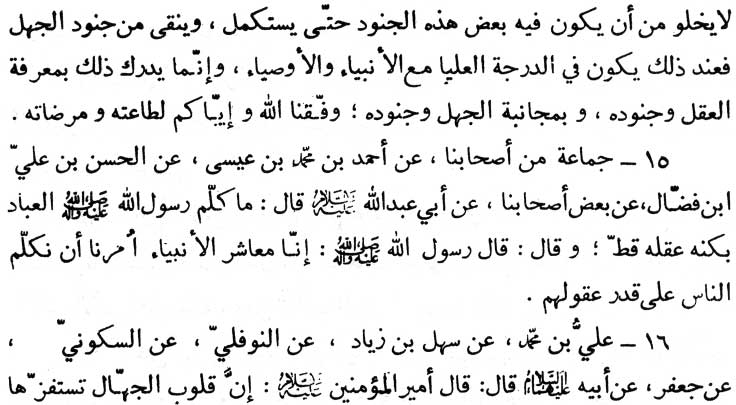 لايخلو من أن يكون فيه بعض هذه الجنود حتّى يستكمل ، وينقى من جنود الجهل
فعند ذلك يكون في الدرجة العليا مع الأنبياء والأوصياء ، وإنّما يدرك ذلك بمعرفة
العقل وجنوده ، و بمجانبة الجهل وجنوده ؛ وفّقنا الله و إيّاكم لطاعته و مرضاته .
١٥ ـ جماعة من أصحابنا ، عن أحمد بن محمّد بن عيسى ، عن الحسن بن عليّ
ابن فضّال، عن بعض أصحابنا ، عن أبي عبدالله عليه السلام قال : ما كلّم رسول الله صلى الله عليه وآله العباد
بكنه عقله قطّ ؛ و قال : قال رسول الله صلى الله عليه وآله : إنّا معاشر الأنبياء اُمرنا أن نكلّم
الناس على قدر عقولهم .
١٦ ـ عليُّ بن محمّد، عن سهل بن زياد ، عن النوفليّ ، عن السكونيّ ،
عن جعفر ، عن أبيه عليهما السلام قال: قال أمير المؤمنين عليه السلام : إنَّ قلوب الجهّال تستفزّها